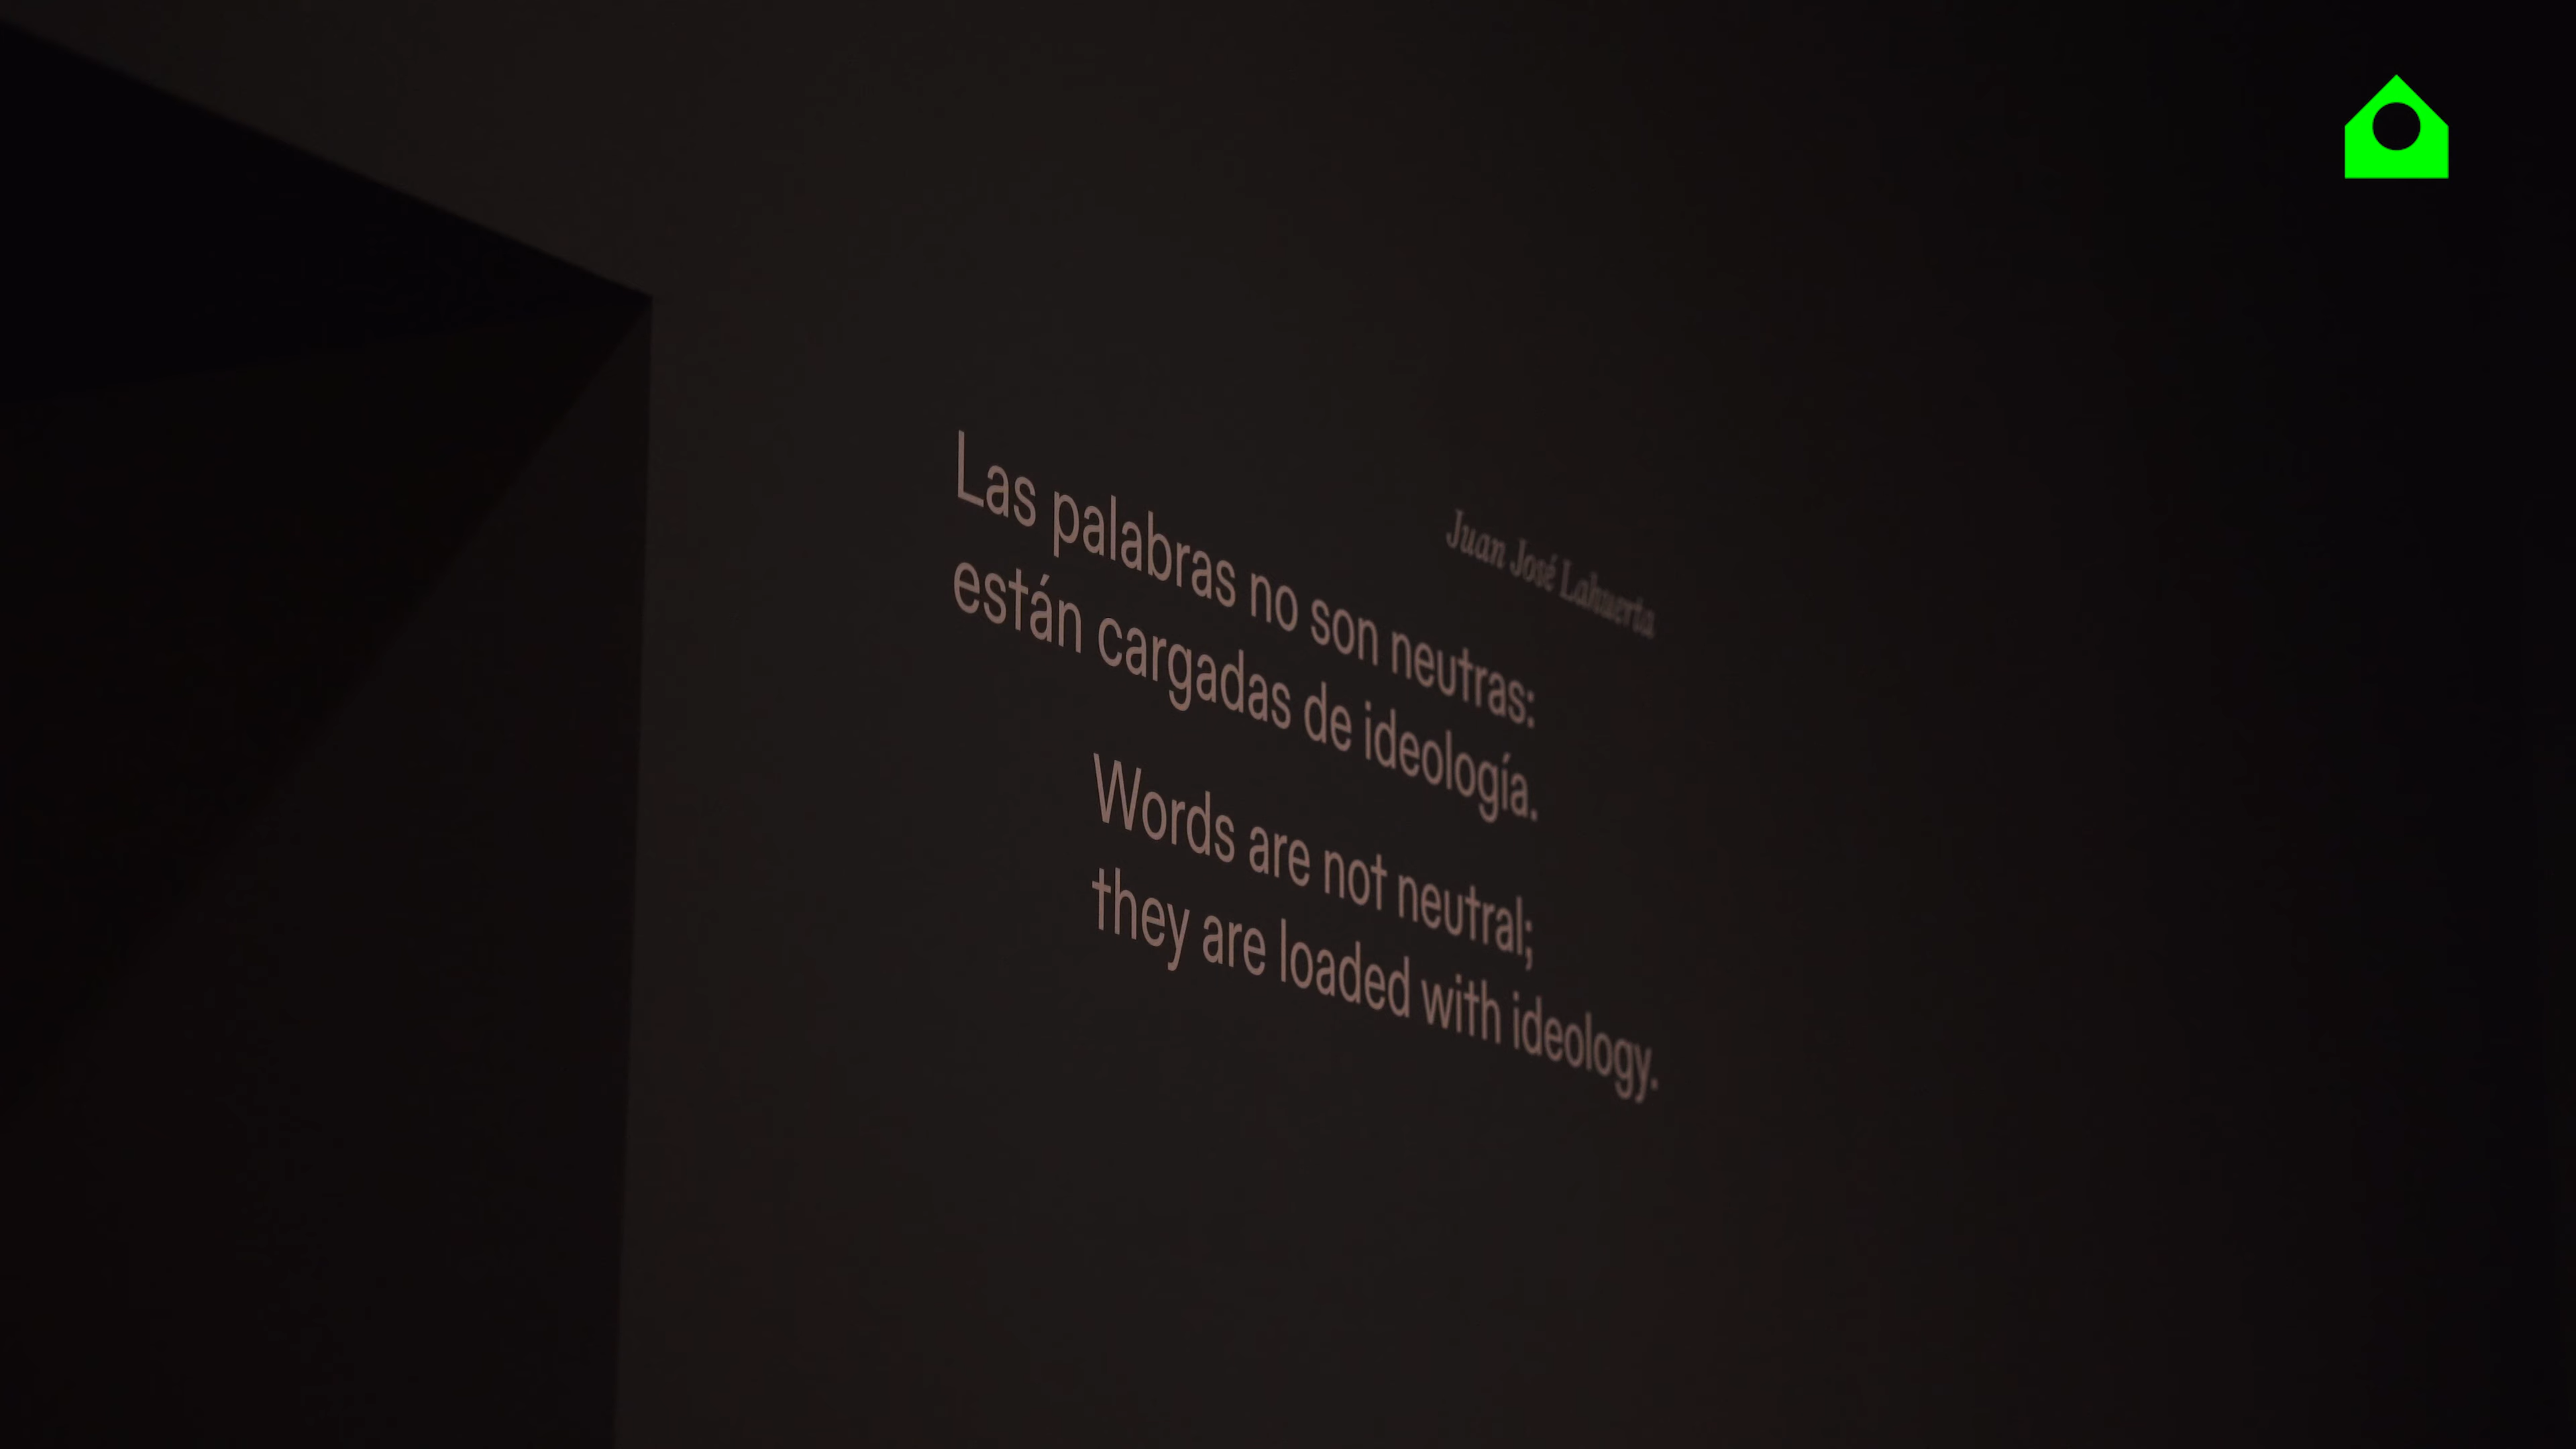 Juan José Lahuerta
Las palabras no son neutras:
están cargadas de ideología.
Words are not neutral;
they are loaded with ideology.